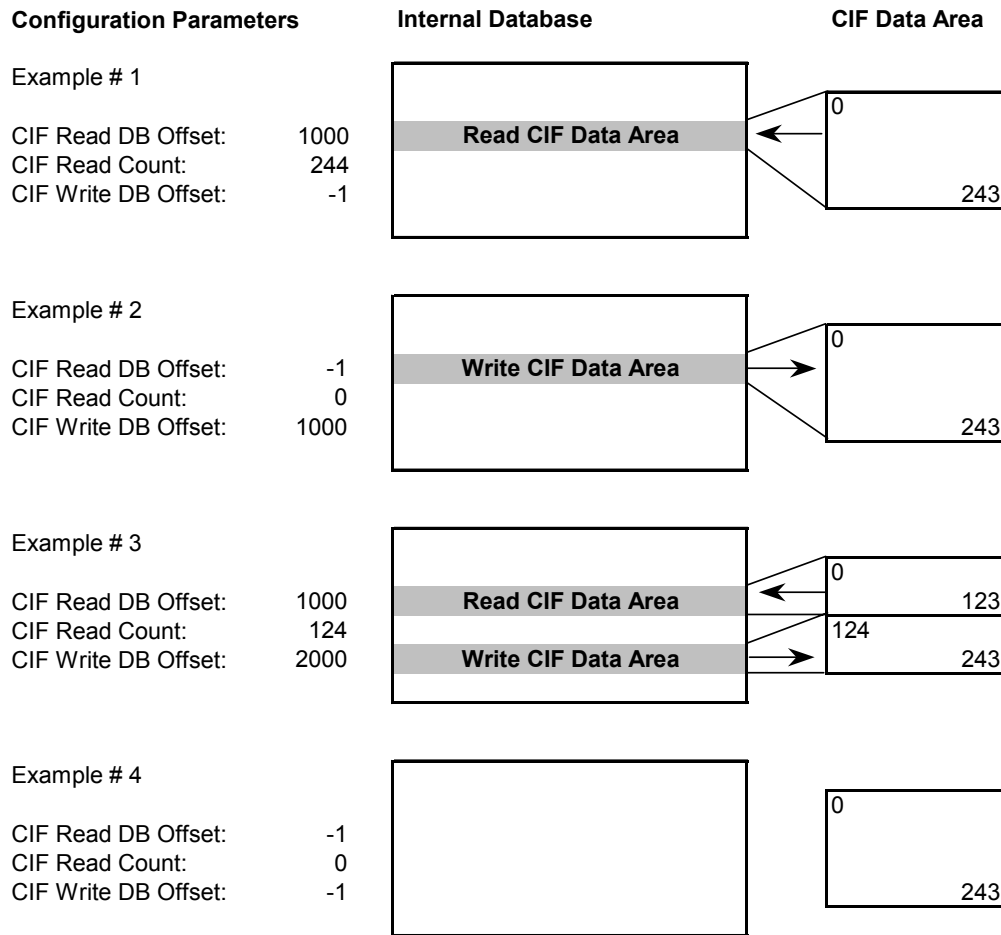 Configuration Parameters Internal Database CIF Data Area
Example # 1
0
CIF Read DB Offset: 1000 Read CIF Data Area
CIF Read Count: 244
CIF Write DB Offset: -1 243
Example # 2
0
CIF Read DB Offset: -1 Write CIF Data Area
CIF Read Count: 0
CIF Write DB Offset: 1000 243
Example # 3
0
CIF Read DB Offset: 1000 Read CIF Data Area 123
CIF Read Count: 124 124
CIF Write DB Offset: 2000 Write CIF Data Area 243
Example # 4
0
CIF Read DB Offset: -1
CIF Read Count: 0
CIF Write DB Offset: -1 243